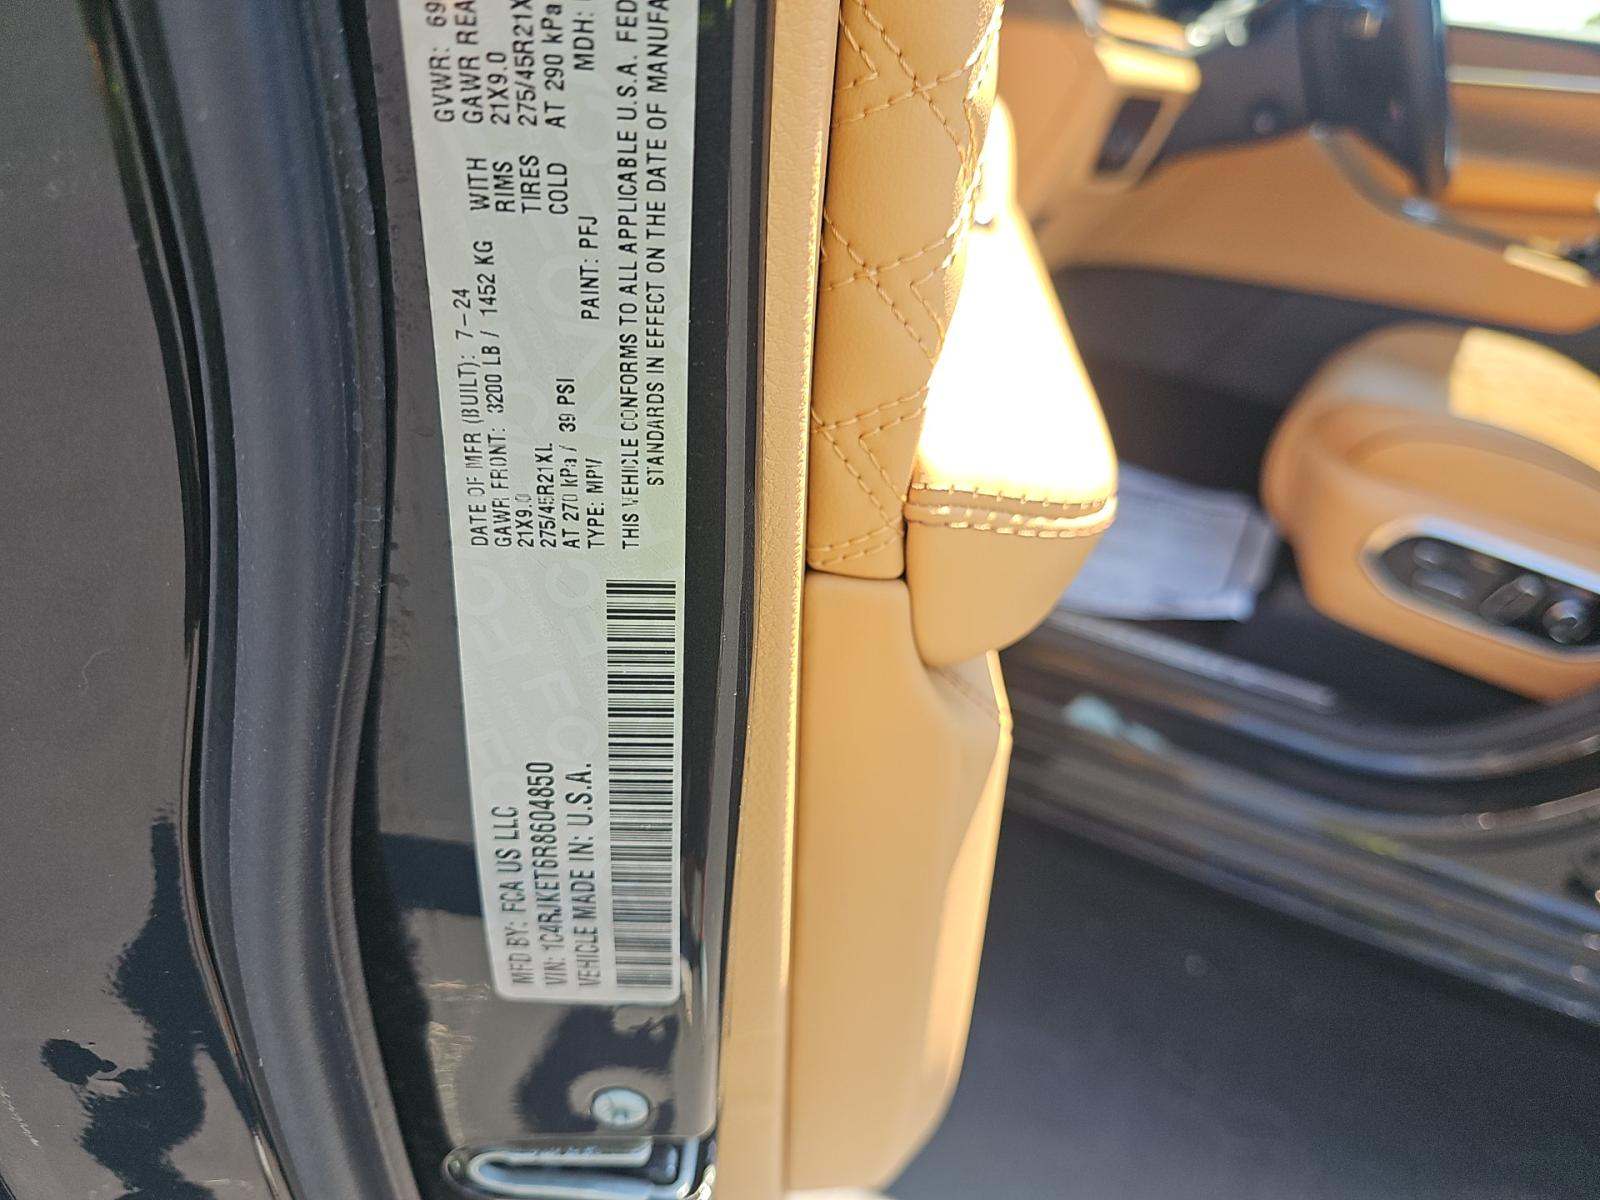 MFD BY: FCA US LLC
VIN: 1C4RJKET6R8604850
VEHICLE MADE IN: U.S.A.
DATE OF MFR (BUILT): 7-24
GAWR FRONT: 3200 LB / 1452 KG WITH
21X9.0 RIMS
275/45R21XL TIRES
AT 270 kPa / 39 PSI COLD
TYPE: MPV PAINT: PFJ
GVWR: 69
GAWR REA
21X9.0
275/45R21X
AT 290 kPa
MDH:
THIS VEHICLE CONFORMS TO ALL APPLICABLE U.S.A. FED
STANDARDS IN EFFECT ON THE DATE OF MANUFA